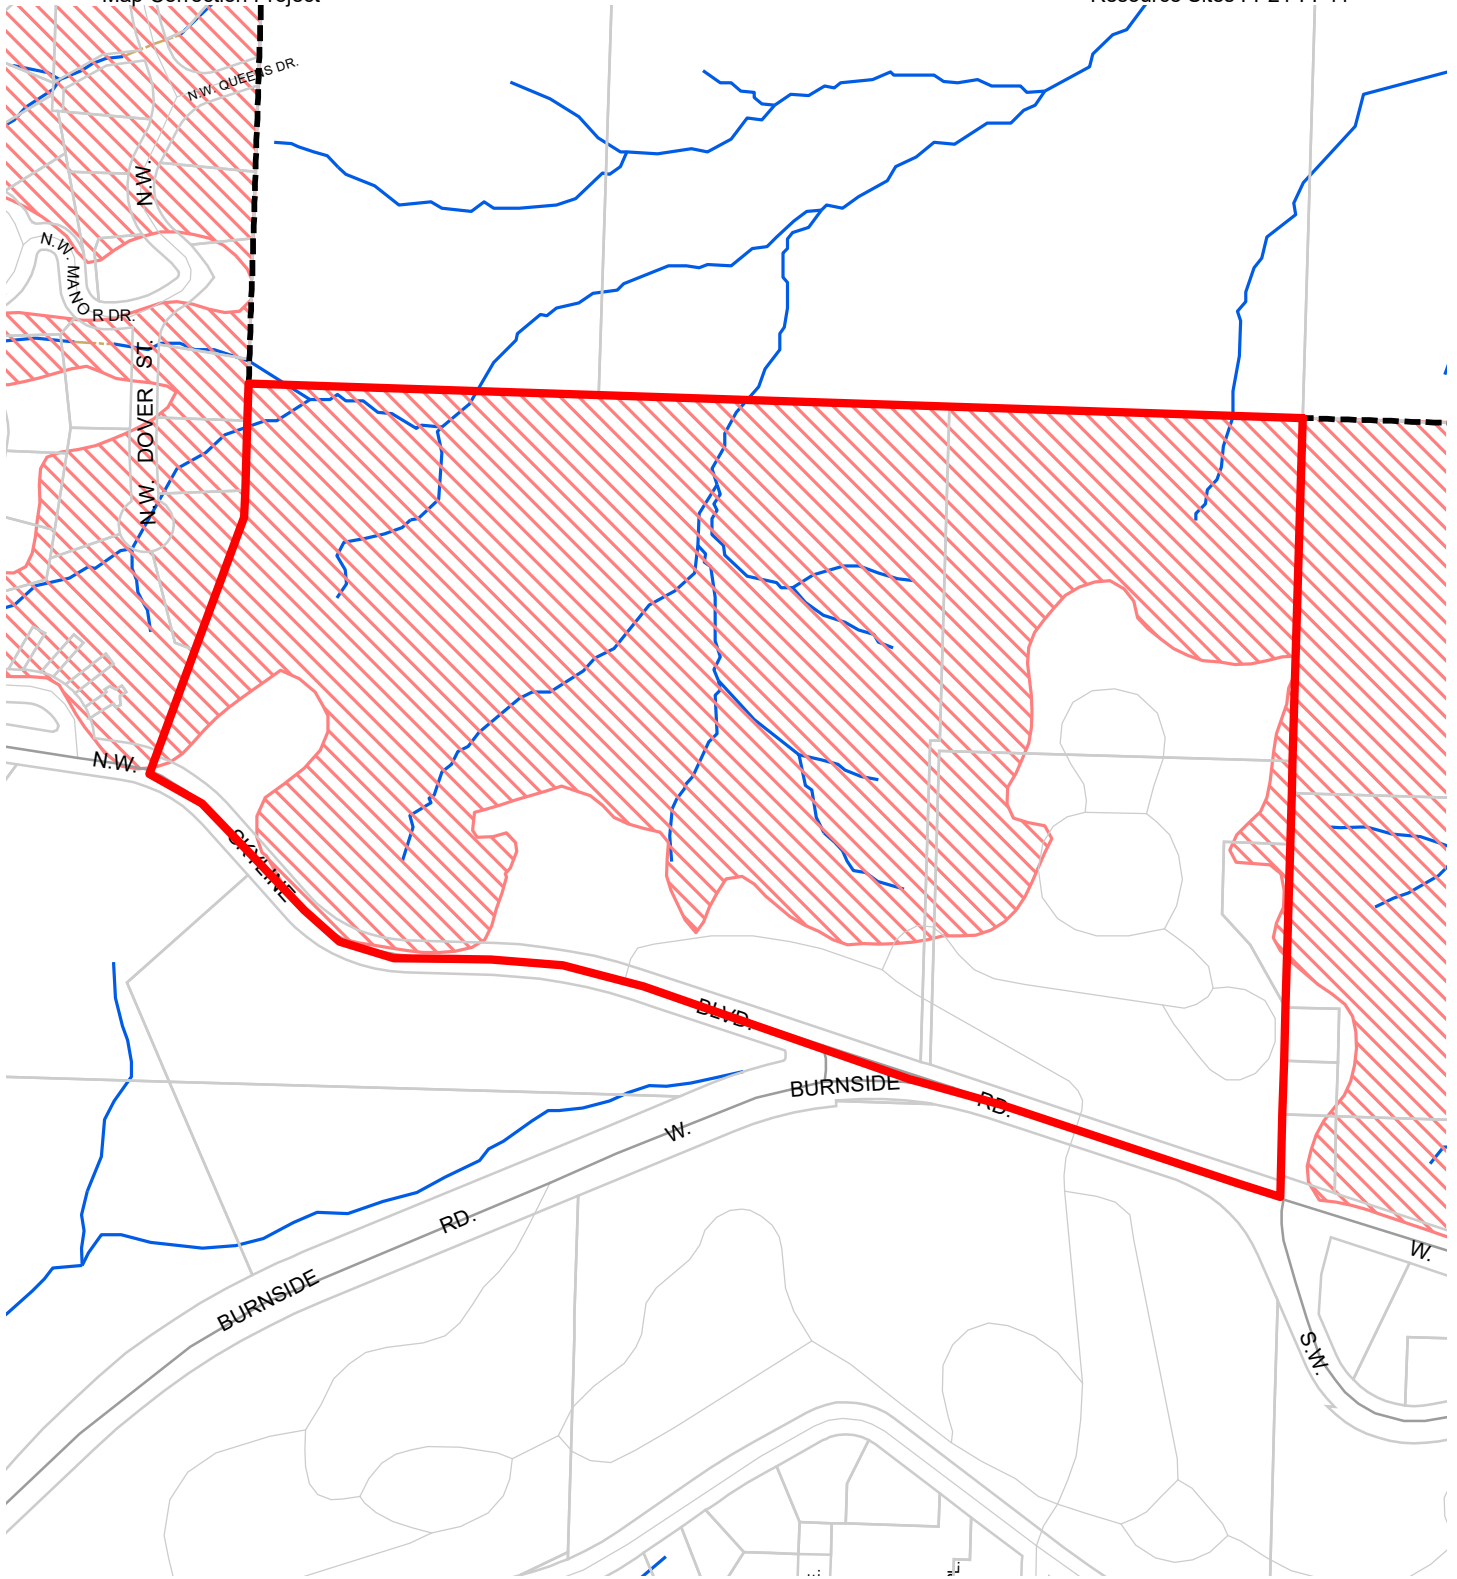 N.W. QUEENS DR.
N.W.
N.W. MANOR DR.
N.W. DOVER ST.
N.W.
SKYLINE
BLVD.
BURNSIDE
RD.
W.
RD.
BURNSIDE
W.
S.W.